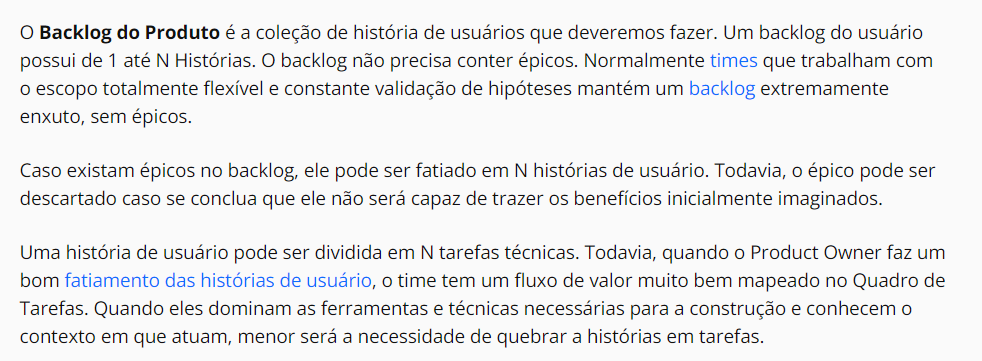 O Backlog do Produto é a coleção de história de usuários que deveremos fazer. Um backlog do usuário
possui de 1 até N Histórias. O backlog não precisa conter épicos. Normalmente times que trabalham com
o escopo totalmente flexível e constante validação de hipóteses mantém um backlog extremamente
enxuto, sem épicos.
Caso existam épicos no backlog, ele pode ser fatiado em N histórias de usuário. Todavia, o épico pode ser
descartado caso se conclua que ele não será capaz de trazer os benefícios inicialmente imaginados.
Uma história de usuário pode ser dividida em N tarefas técnicas. Todavia, quando o Product Owner faz um
bom fatiamento das histórias de usuário, o time tem um fluxo de valor muito bem mapeado no Quadro de
Tarefas. Quando eles dominam as ferramentas e técnicas necessárias para a construção e conhecem o
contexto em que atuam, menor será a necessidade de quebrar a histórias em tarefas.